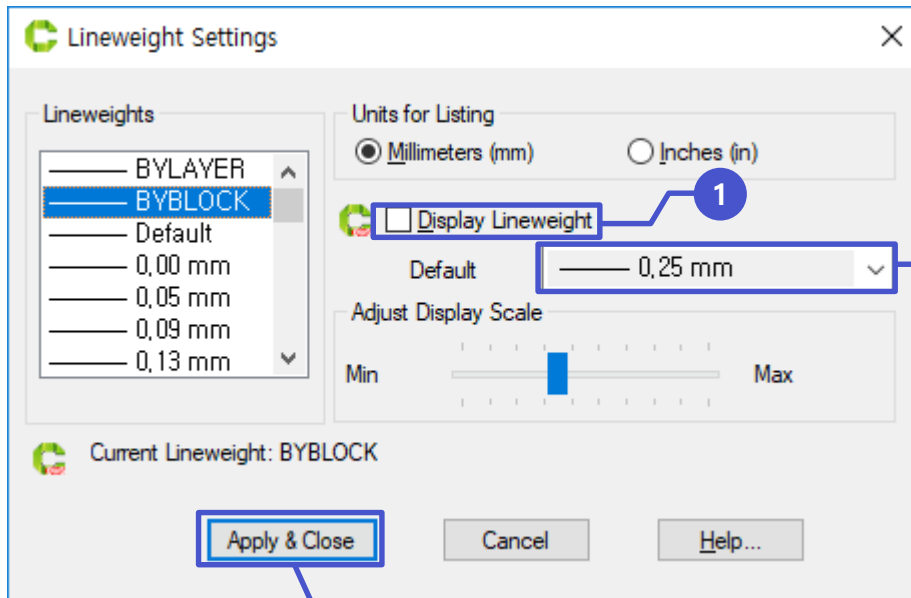 Lineweight Settings
Lineweights
BYLAYER
BYBLOCK
Default
0,00 mm
0,05 mm
0,09 mm
0,13 mm
Units for Listing
Millimeters (mm)
Inches (in)
1
Display Lineweight
Default
0,25 mm
Adjust Display Scale
Min
Max
Current Lineweight: BYBLOCK
Apply & Close
Cancel
Help...